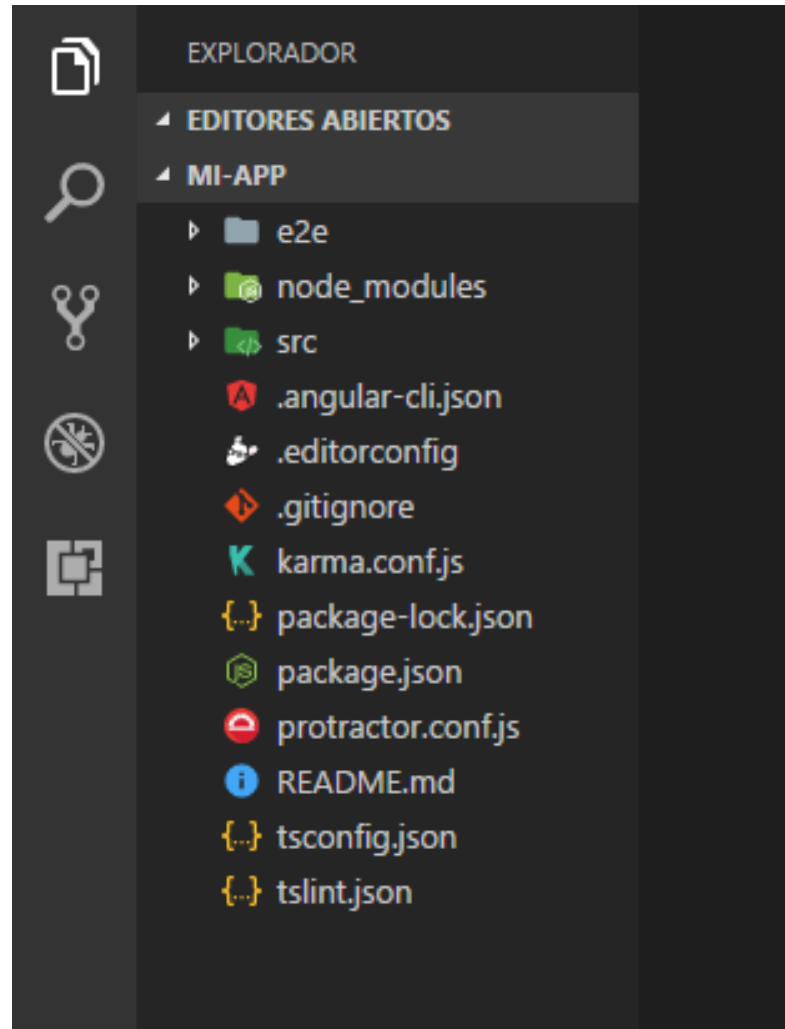 EXPLORADOR
EDITORES ABIERTOS
MI-APP
e2e
node_modules
src
.angular-cli.json
.editorconfig
.gitignore
karma.conf.js
package-lock.json
package.json
protractor.conf.js
README.md
tsconfig.json
tslint.json